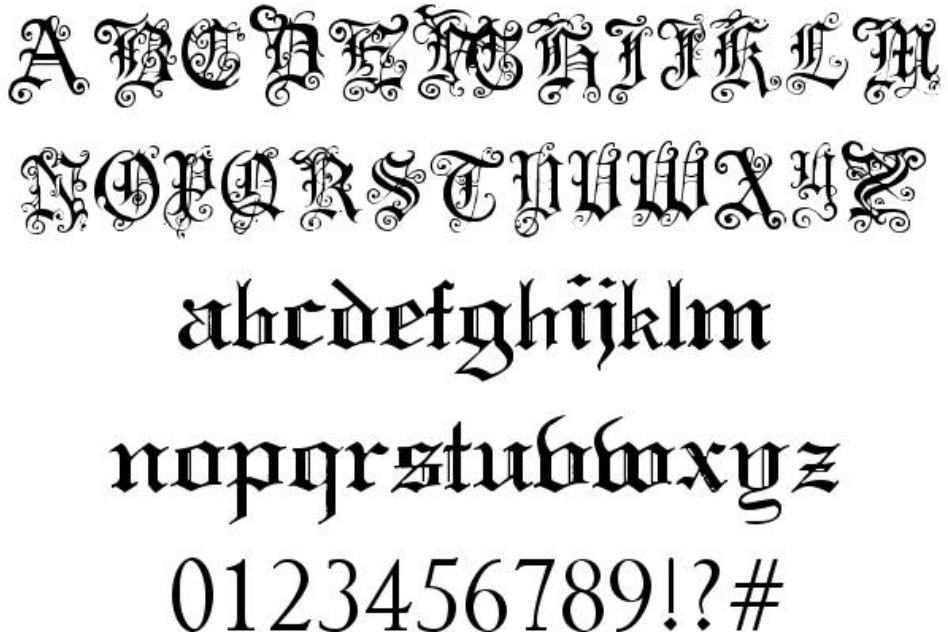 ABCDEFGHIJKLM
NOPQRSTUVWXYZ
abcdefghijklm
nopqrstuvwxyz
0123456789!?#